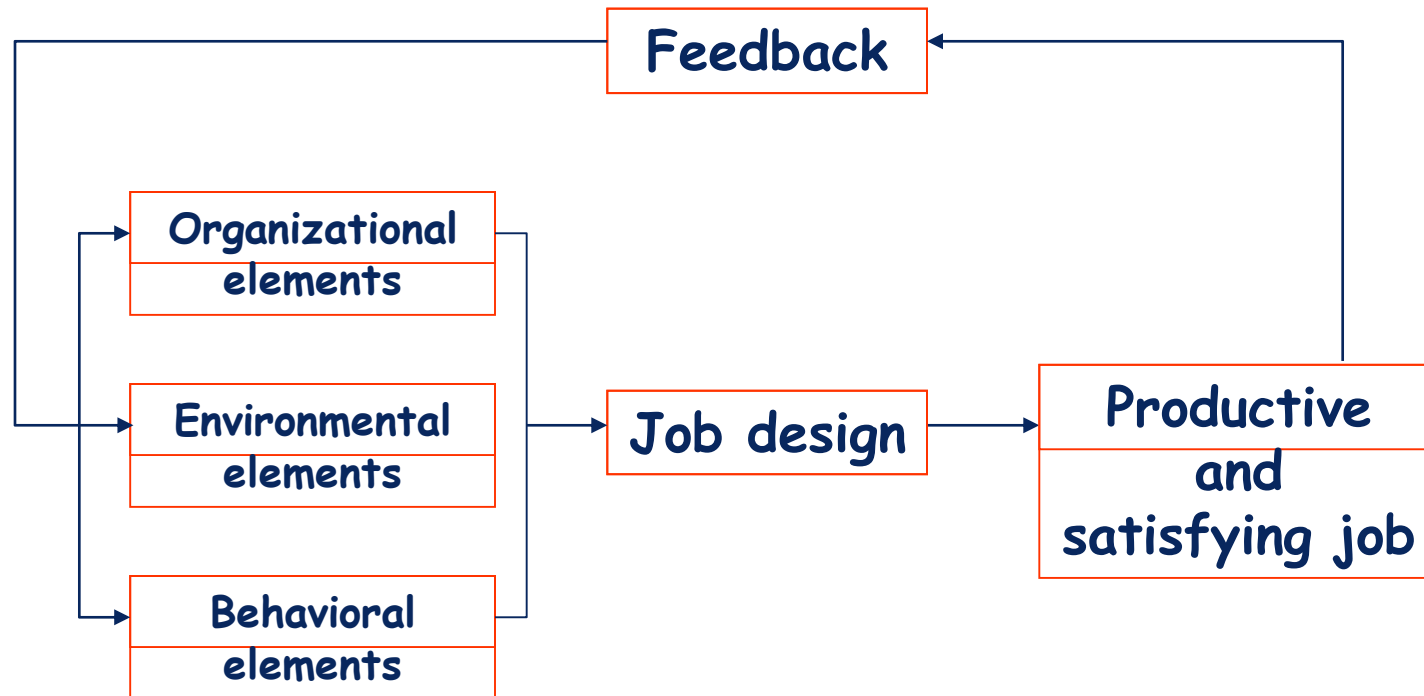 Feedback
Organizational
elements
Environmental
elements
Behavioral
elements
Job design
Productive
and
satisfying job